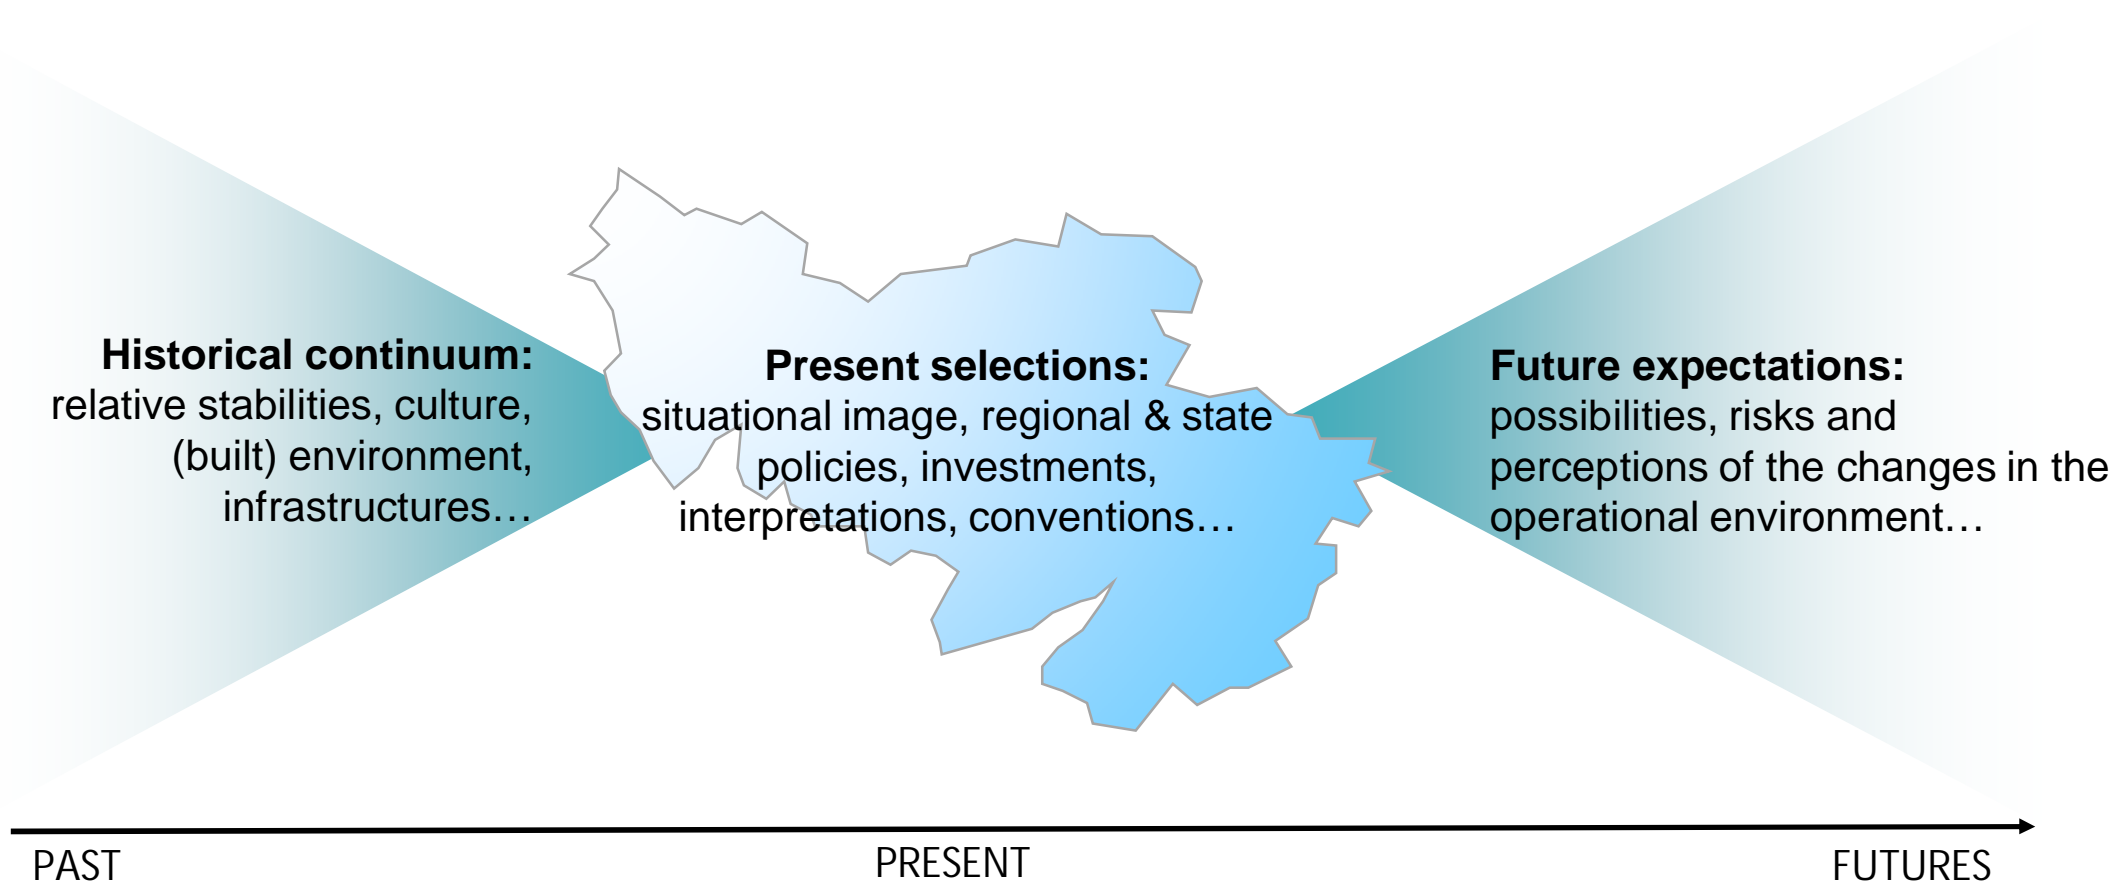 Historical continuum:
relative stabilities, culture,
(built) environment,
infrastructures…
Present selections:
situational image, regional & state
policies, investments,
interpretations, conventions…
Future expectations:
possibilities, risks and
perceptions of the changes in the
operational environment…
PAST
PRESENT
FUTURES